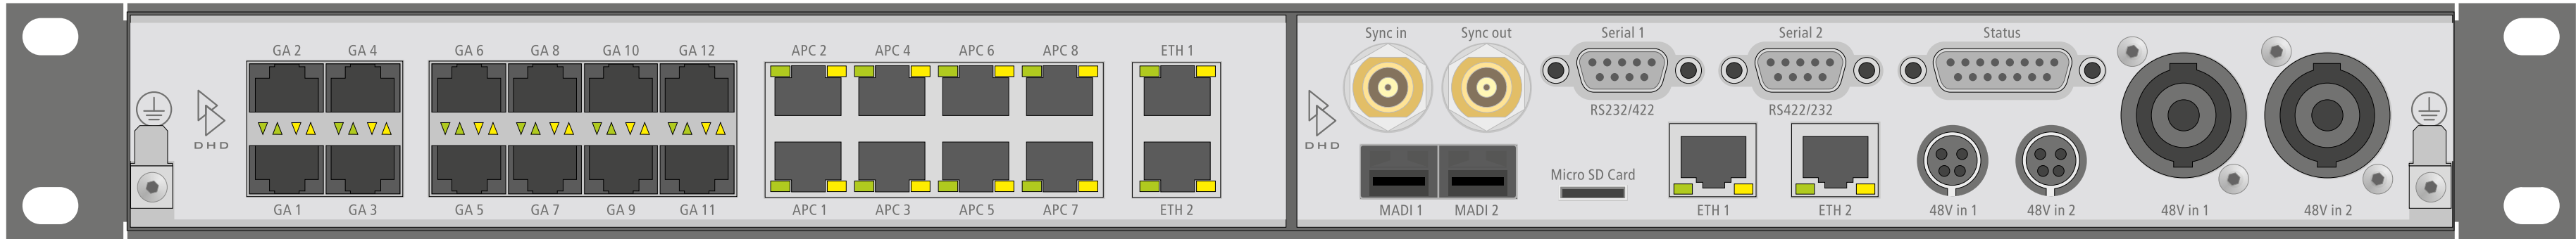 GA 2 GA 4 GA 6 GA 8 GA 10 GA 12 APC 2 APC 4 APC 6 APC 8 ETH 1
DHD
GA 1 GA 3 GA 5 GA 7 GA 9 GA 11 APC 1 APC 3 APC 5 APC 7 ETH 2
Sync in Sync out Serial 1 Serial 2 Status
RS232/422 RS422/232
DHD
Micro SD Card
MADI 1 MADI 2 ETH 1 ETH 2 48V in 1 48V in 2 48V in 1 48V in 2